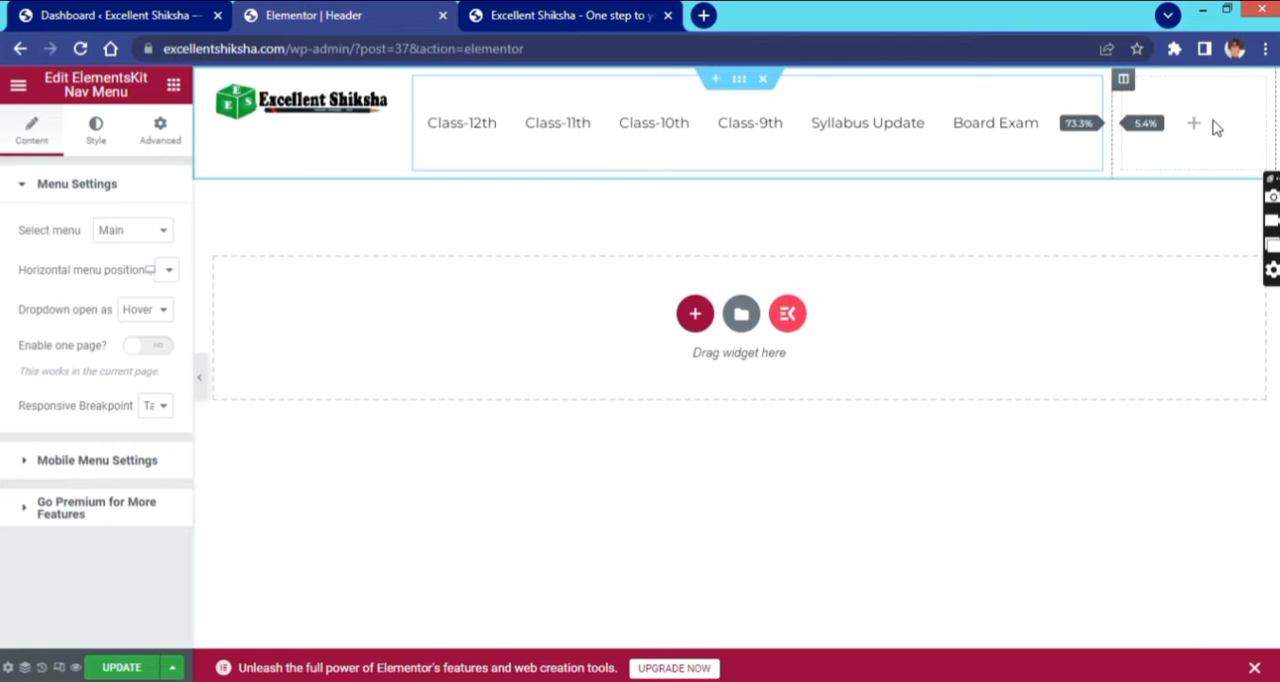 Dashboard ‹ Excellent Shiksha —
Elementor | Header
Excellent Shiksha - One step to y
excellentshiksha.com/wp-admin/?post=37&action=elementor
Edit ElementsKit
Nav Menu
Content
Style
Advanced
EES
Excellent Shiksha
Class-12th
Class-11th
Class-10th
Class-9th
Syllabus Update
Board Exam
73.3%
5.4%
Menu Settings
Select menu
Main
Horizontal menu position
Dropdown open as
Hover
Enable one page?
NO
This works in the current page.
Responsive Breakpoint
Ta
Mobile Menu Settings
Go Premium for More
Features
Drag widget here
UPDATE
Unleash the full power of Elementor's features and web creation tools.
UPGRADE NOW